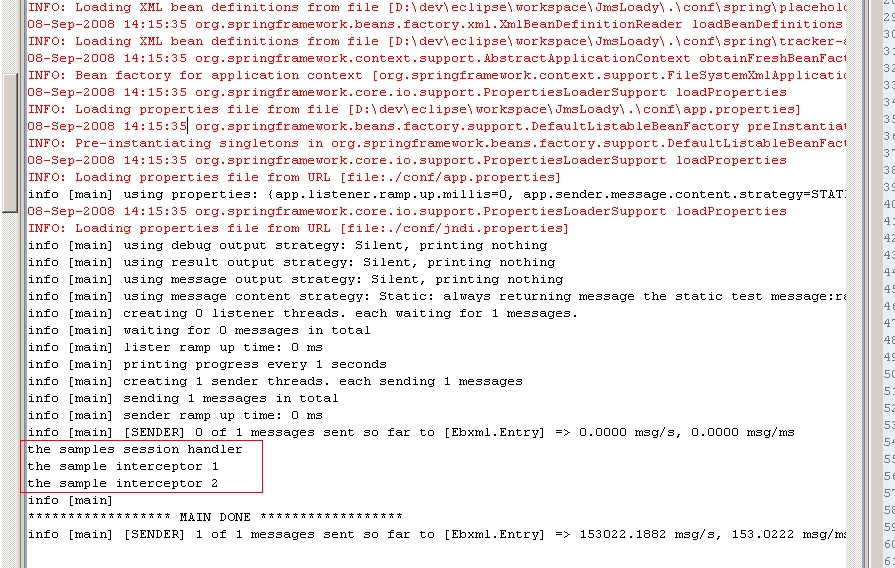 INFO: Loading XML bean definitions from file [D:\dev\eclipse\workspace\JmsLoady\.\conf\spring\placehol
08-Sep-2008 14:15:35 org.springframework.beans.factory.xml.XmlBeanDefinitionReader loadBeanDefinitions
INFO: Loading XML bean definitions from file [D:\dev\eclipse\workspace\JmsLoady\.\conf\spring\tracker-a
08-Sep-2008 14:15:35 org.springframework.context.support.AbstractApplicationContext obtainFreshBeanFact
INFO: Bean factory for application context [org.springframework.context.support.FileSystemXmlApplicatio
08-Sep-2008 14:15:35 org.springframework.core.io.support.PropertiesLoaderSupport loadProperties
INFO: Loading properties file from file [D:\dev\eclipse\workspace\JmsLoady\.\conf\app.properties]
08-Sep-2008 14:15:35 org.springframework.beans.factory.support.DefaultListableBeanFactory preInstantiat
INFO: Pre-instantiating singletons in org.springframework.beans.factory.support.DefaultListableBeanFact
08-Sep-2008 14:15:35 org.springframework.core.io.support.PropertiesLoaderSupport loadProperties
INFO: Loading properties file from URL [file:./conf/app.properties]
info [main] using properties: {app.listener.ramp.up.millis=0, app.sender.message.content.strategy=STATI
08-Sep-2008 14:15:35 org.springframework.core.io.support.PropertiesLoaderSupport loadProperties
INFO: Loading properties file from URL [file:./conf/jndi.properties]
info [main] using debug output strategy: Silent, printing nothing
info [main] using result output strategy: Silent, printing nothing
info [main] using message output strategy: Silent, printing nothing
info [main] using message content strategy: Static: always returning message the static test message:ra
info [main] creating 0 listener threads. each waiting for 1 messages.
info [main] waiting for 0 messages in total
info [main] lister ramp up time: 0 ms
info [main] printing progress every 1 seconds
info [main] creating 1 sender threads. each sending 1 messages
info [main] sending 1 messages in total
info [main] sender ramp up time: 0 ms
info [main] [SENDER] 0 of 1 messages sent so far to [Ebxml.Entry] => 0.0000 msg/s, 0.0000 msg/ms
the samples session handler
the sample interceptor 1
the sample interceptor 2
info [main]
****************** MAIN DONE ******************
info [main] [SENDER] 1 of 1 messages sent so far to [Ebxml.Entry] => 153022.1882 msg/s, 153.0222 msg/ms